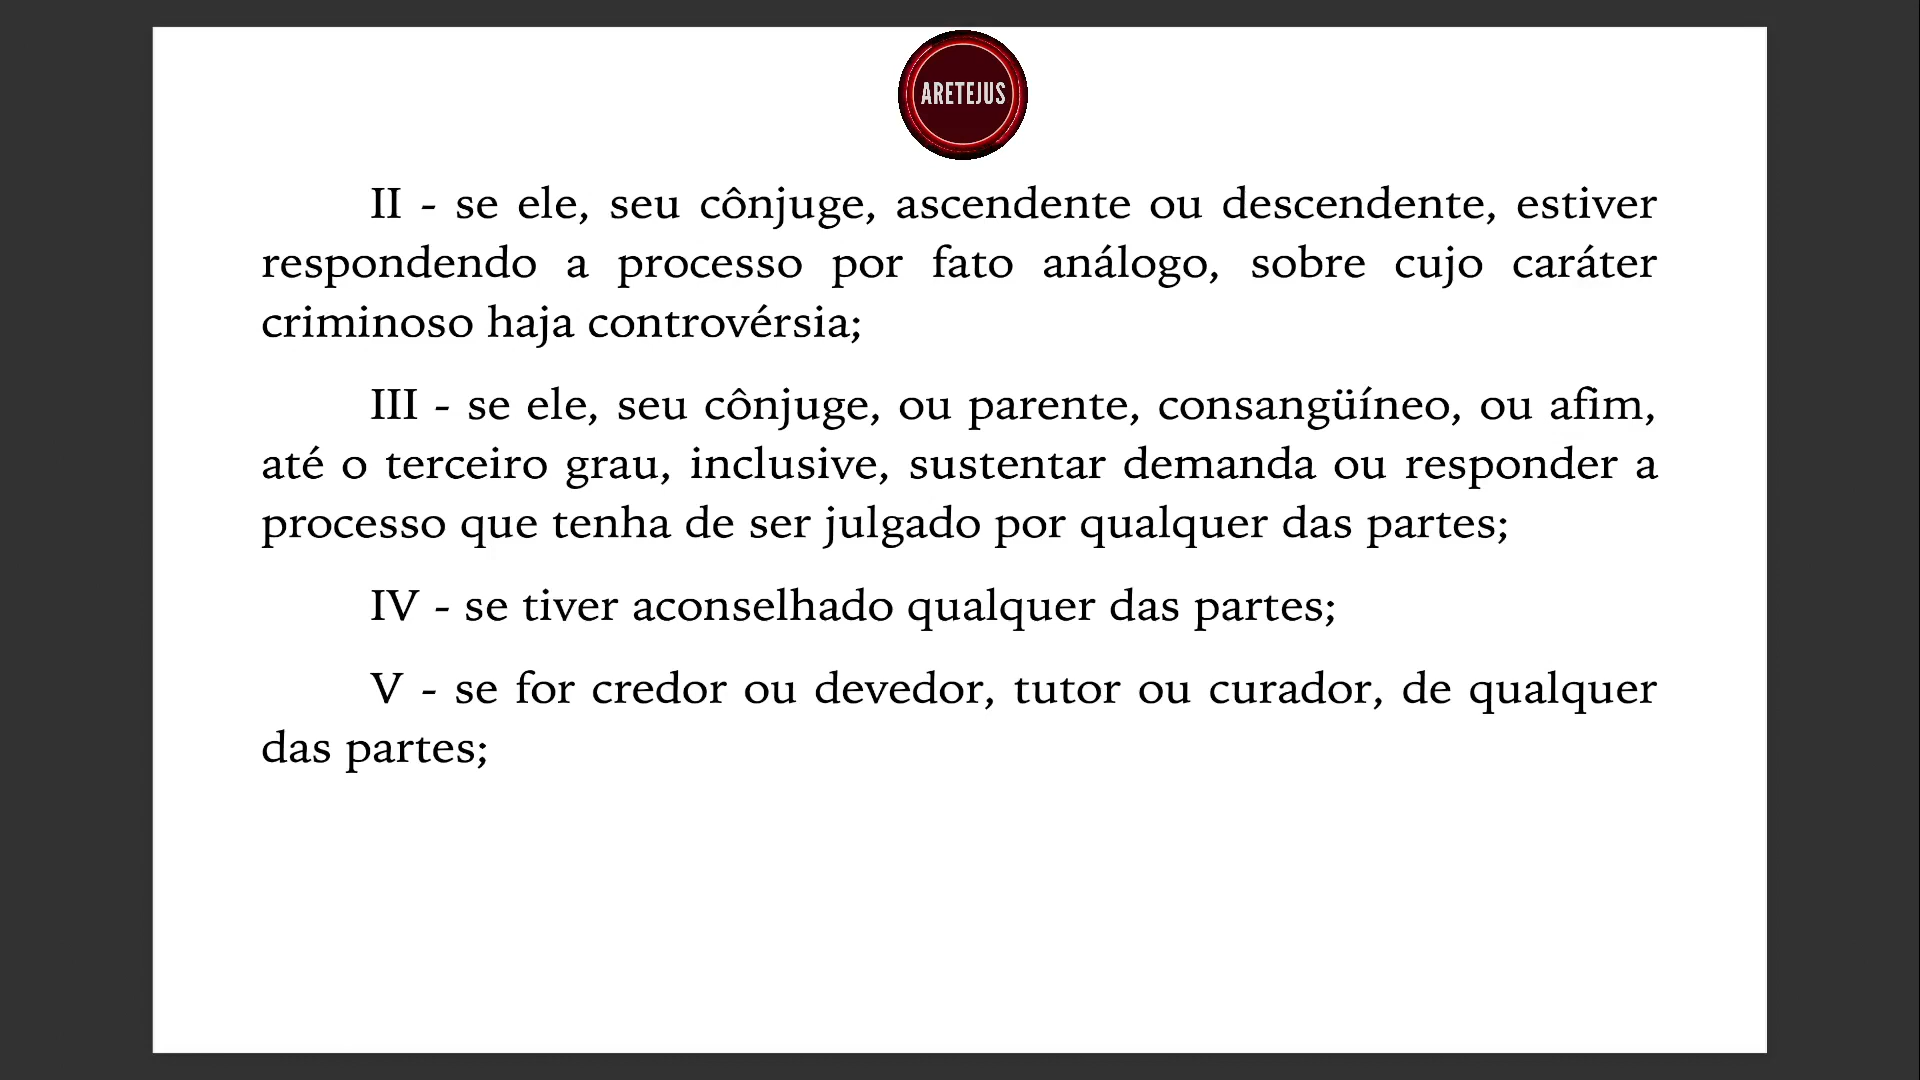 ARETEJUS
II - se ele, seu cônjuge, ascendente ou descendente, estiver
respondendo a processo por fato análogo, sobre cujo caráter
criminoso haja controvérsia;
III - se ele, seu cônjuge, ou parente, consangüíneo, ou afim,
até o terceiro grau, inclusive, sustentar demanda ou responder a
processo que tenha de ser julgado por qualquer das partes;
IV - se tiver aconselhado qualquer das partes;
V - se for credor ou devedor, tutor ou curador, de qualquer
das partes;